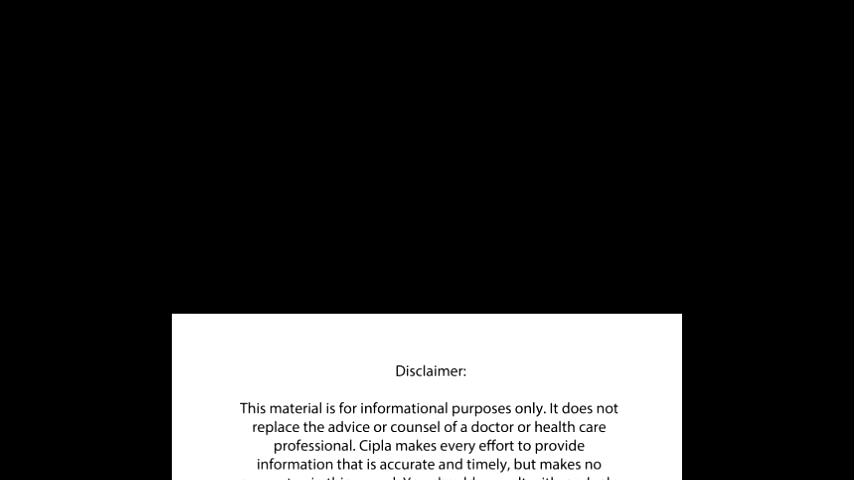 Disclaimer:
This material is for informational purposes only. It does not
replace the advice or counsel of a doctor or health care
professional. Cipla makes every effort to provide
information that is accurate and timely, but makes no